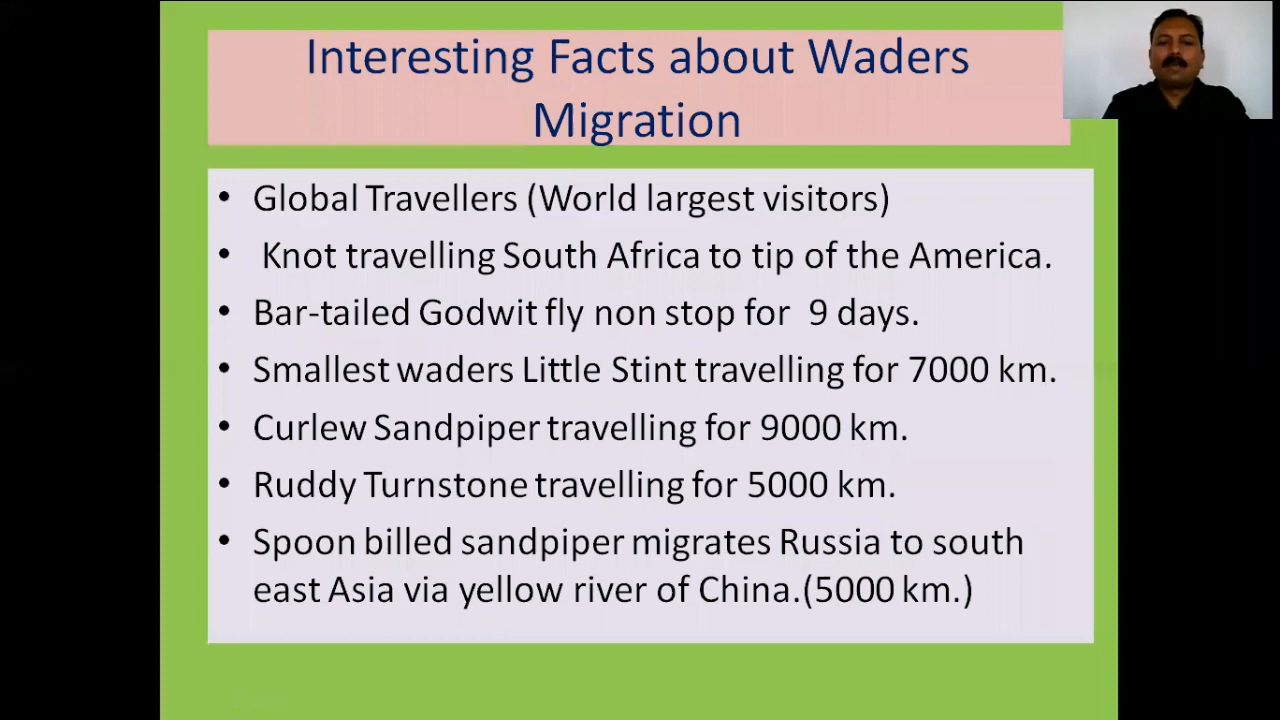 Interesting Facts about Waders
Migration
• Global Travellers (World largest visitors)
• Knot travelling South Africa to tip of the America.
• Bar-tailed Godwit fly non stop for 9 days.
• Smallest waders Little Stint travelling for 7000 km.
• Curlew Sandpiper travelling for 9000 km.
• Ruddy Turnstone travelling for 5000 km.
• Spoon billed sandpiper migrates Russia to south
east Asia via yellow river of China.(5000 km.)